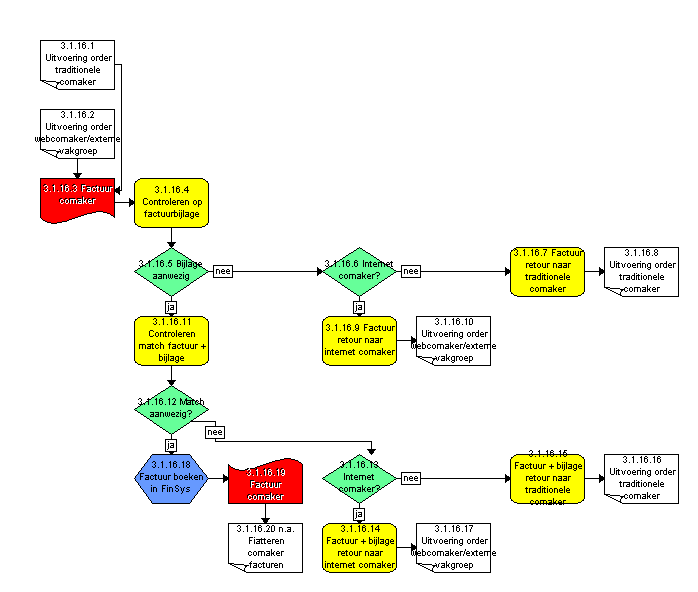 3.1.16.1
Uitvoering order
traditionele
comaker
3.1.16.2
Uitvoering order
webcomaker/externe
vakgroep
3.1.16.3 Factuur
comaker
3.1.16.4
Controleren op
factuurbijlage
3.1.16.5 Bijlage
aanwezig
nee
3.1.16.6 Internet
comaker?
nee
3.1.16.7 Factuur
retour naar
traditionele
comaker
3.1.16.8
Uitvoering order
traditionele
comaker
ja
ja
3.1.16.11
Controleren
match factuur +
bijlage
3.1.16.9 Factuur
retour naar
internet comaker
3.1.16.10
Uitvoering order
webcomaker/externe
vakgroep
3.1.16.12 Match
aanwezig?
nee
ja
3.1.16.18
Factuur boeken
in FinSys
3.1.16.19
Factuur
comaker
3.1.16.13
Internet
comaker?
nee
3.1.16.15
Factuur + bijlage
retour naar
traditionele
comaker
3.1.16.16
Uitvoering order
traditionele
comaker
ja
3.1.16.20 n.a.
Fiatteren
comaker
facturen
3.1.16.14
Factuur + bijlage
retour naar
internet comaker
3.1.16.17
Uitvoering order
webcomaker/externe
vakgroep